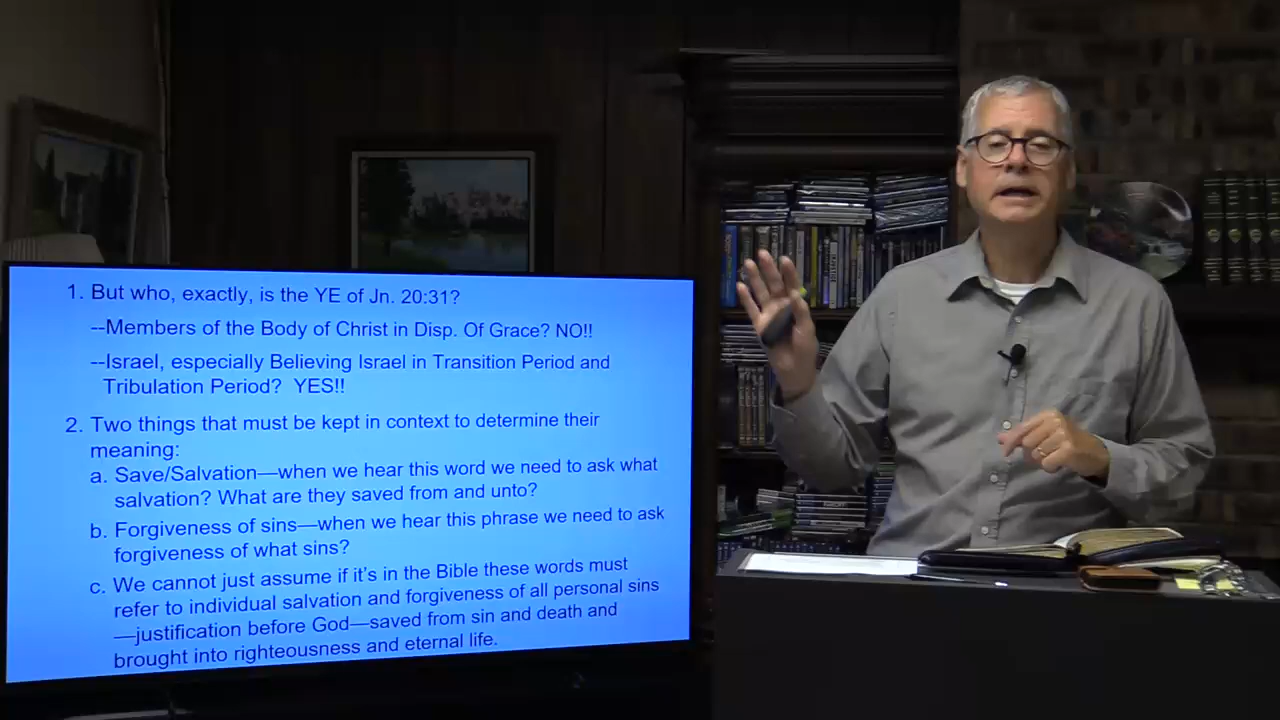 1. But who, exactly, is the YE of Jn. 20:31?
--Members of the Body of Christ in Disp. Of Grace? NO!!
--Israel, especially Believing Israel in Transition Period and
Tribulation Period? YES!!
2. Two things that must be kept in context to determine their
meaning:
a. Save/Salvation—when we hear this word we need to ask what
salvation? What are they saved from and unto?
b. Forgiveness of sins—when we hear this phrase we need to ask
forgiveness of what sins?
c. We cannot just assume if it's in the Bible these words must
refer to individual salvation and forgiveness of all personal sins
—justification before God—saved from sin and death and
brought into righteousness and eternal life.